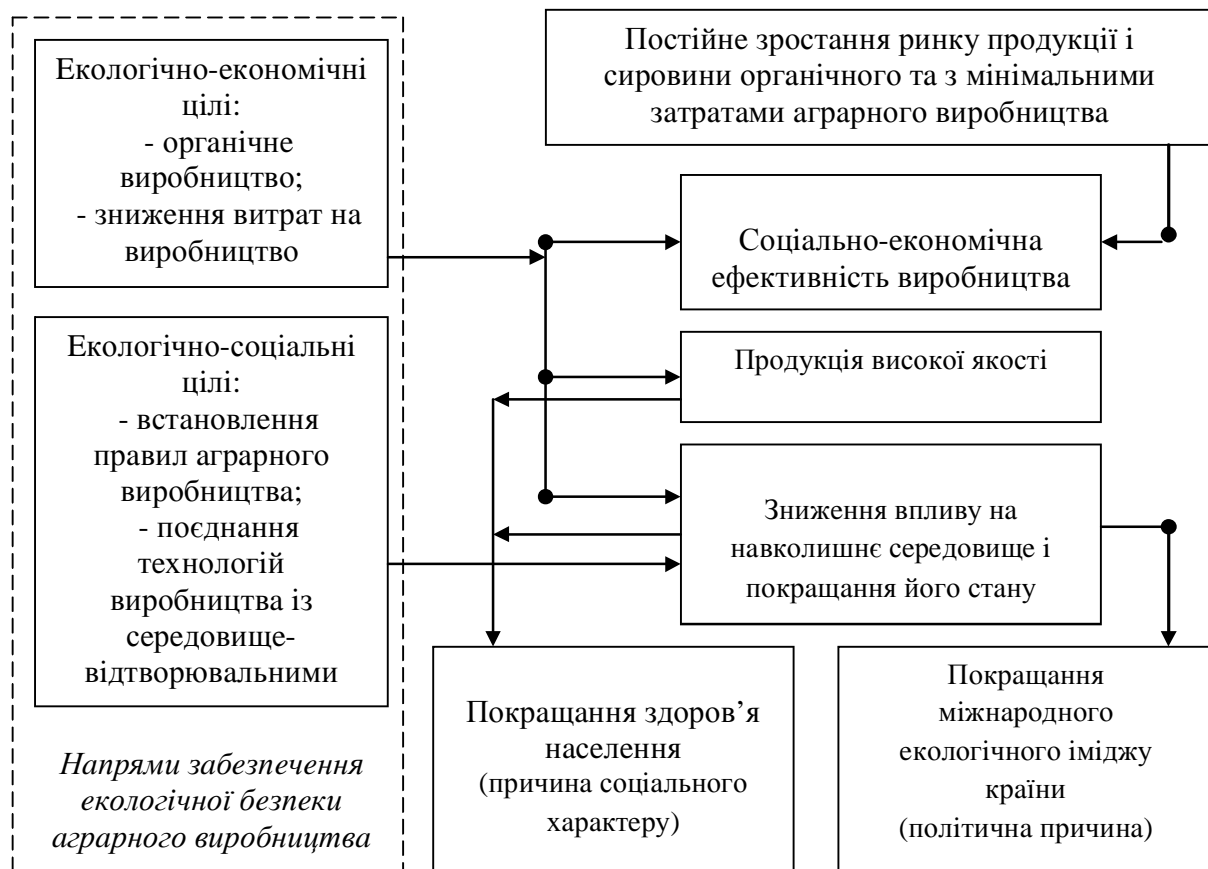 Екологічно-економічні
цілі:
- органічне
виробництво;
- зниження витрат на
виробництво
Екологічно-соціальні
цілі:
- встановлення
правил аграрного
виробництва;
- поєднання
технологій
виробництва із
середовище-
відтворювальними
Напрями забезпечення
екологічної безпеки
аграрного виробництва
Постійне зростання ринку продукції і
сировини органічного та з мінімальними
затратами аграрного виробництва
Соціально-економічна
ефективність виробництва
Продукція високої якості
Зниження впливу на
навколишнє середовище і
покращання його стану
Покращання здоров’я
населення
(причина соціального
характеру)
Покращання
міжнародного
екологічного іміджу
країни
(політична причина)